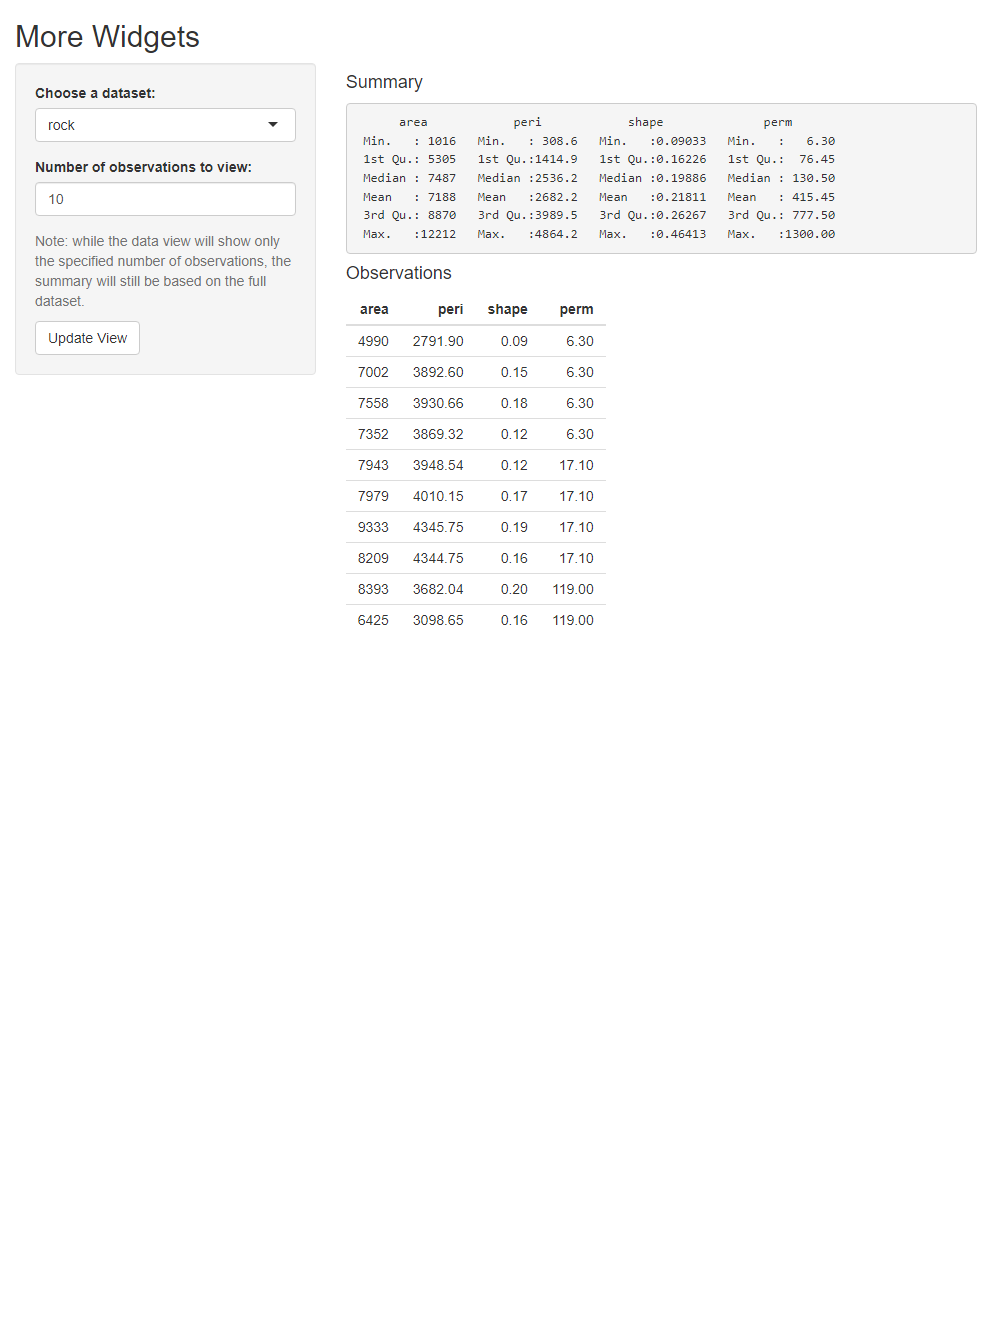 More Widgets
Choose a dataset:
rock
Number of observations to view:
10
Note: while the data view will show only
the specified number of observations, the
summary will still be based on the full
dataset.
Update View
Summary
area peri shape perm
Min. : 1016 Min. : 308.6 Min. :0.09033 Min. : 6.30
1st Qu.: 5305 1st Qu.:1414.9 1st Qu.:0.16226 1st Qu.: 76.45
Median : 7487 Median :2536.2 Median :0.19886 Median : 130.50
Mean : 7188 Mean :2682.2 Mean :0.21811 Mean : 415.45
3rd Qu.: 8870 3rd Qu.:3989.5 3rd Qu.:0.26267 3rd Qu.: 777.50
Max. :12212 Max. :4864.2 Max. :0.46413 Max. :1300.00
Observations
area peri shape perm
4990 2791.90 0.09 6.30
7002 3892.60 0.15 6.30
7558 3930.66 0.18 6.30
7352 3869.32 0.12 6.30
7943 3948.54 0.12 17.10
7979 4010.15 0.17 17.10
9333 4345.75 0.19 17.10
8209 4344.75 0.16 17.10
8393 3682.04 0.20 119.00
6425 3098.65 0.16 119.00